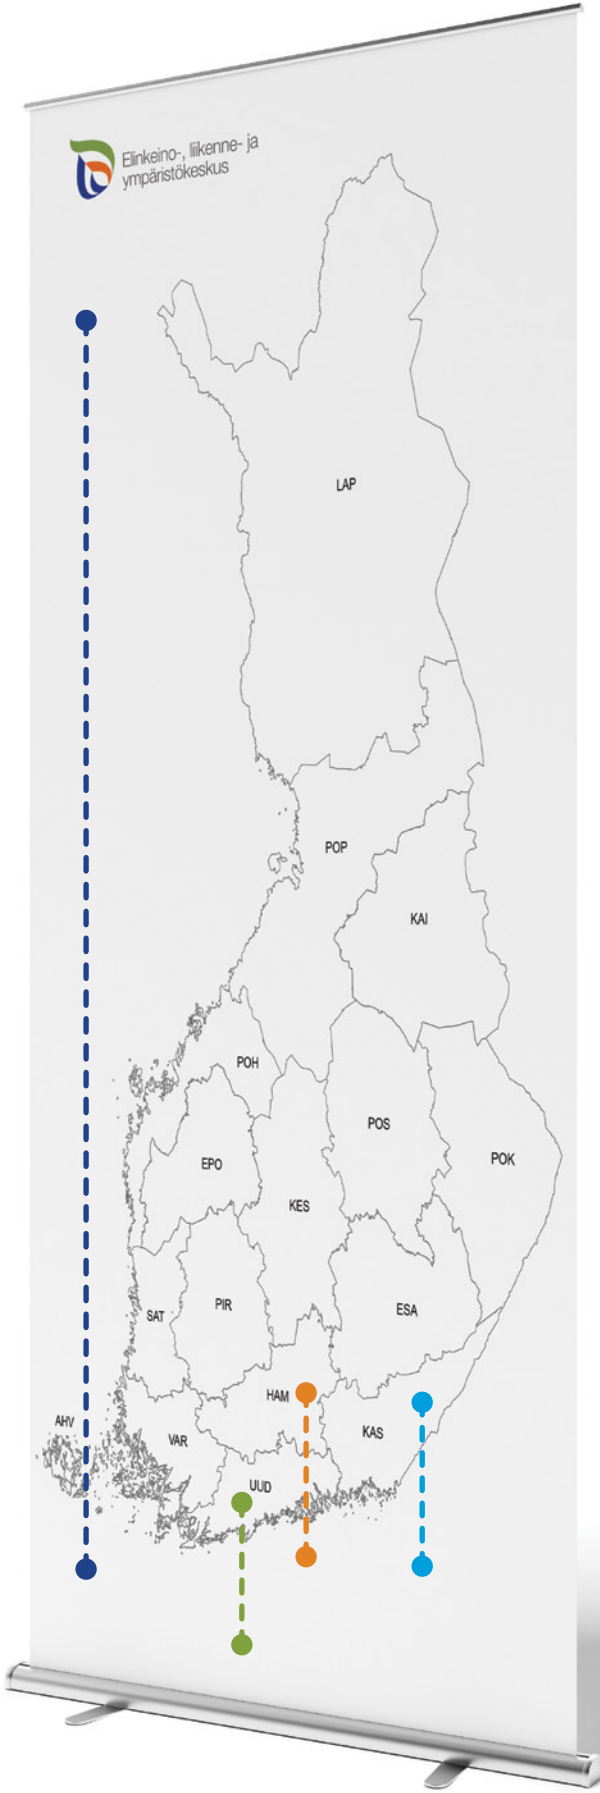 Elinkeino-, liikenne- ja
ympäristökeskus
LAP
POP
KAI
POH
POS
EPO
POK
KES
SAT
PIR
ESA
HAM
AHV
VAR
KAS
UUD